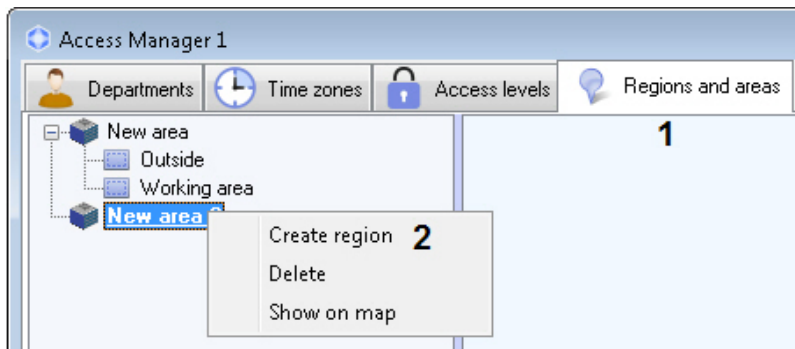 Access Manager 1
Departments Time zones Access levels Regions and areas
1
New area
Outside
Working area
New area
Create region 2
Delete
Show on map